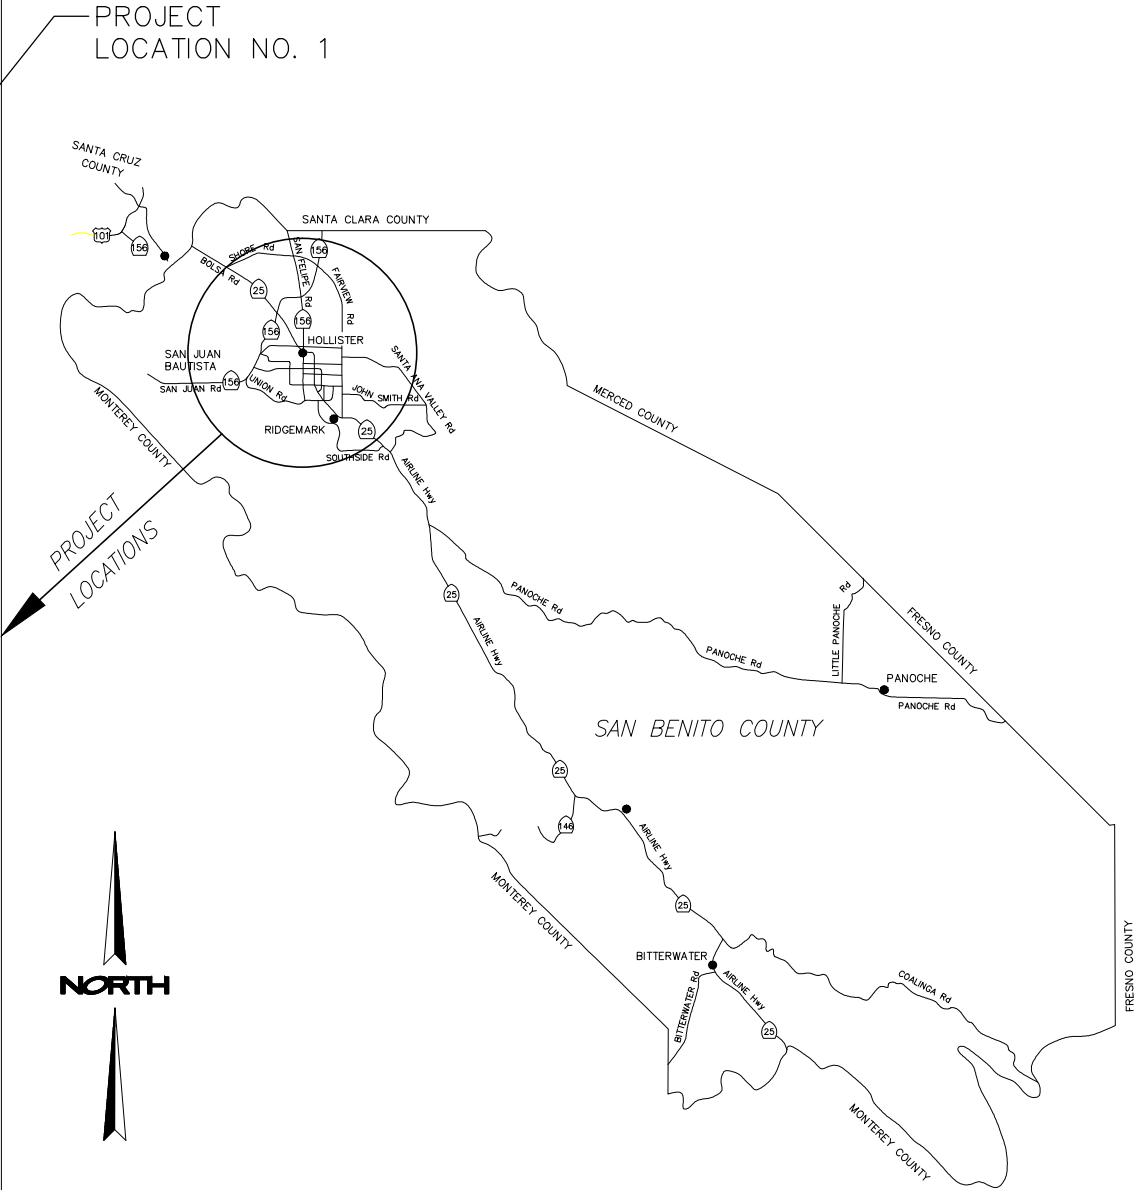 PROJECT
LOCATION NO. 1
SANTA CRUZ
COUNTY
SANTA CLARA COUNTY
101
156
156
SHORE Rd
SAN FELIPE Rd
BOLSA Rd
FAIRVIEW Rd
25
156
156
HOLLISTER
SAN JUAN
BAUTISTA
SANTA ANA VALLEY Rd
156
SAN JUAN Rd
UNION Rd
JOHN SMITH Rd
MERCED COUNTY
MONTEREY COUNTY
RIDGEMARK
25
SOUTHSIDE Rd
AIRLINE Hwy
PROJECT
LOCATIONS
25
PANOCHE Rd
LITTLE PANOCHE Rd
FRESNO COUNTY
AIRLINE Hwy
PANOCHE Rd
PANOCHE
PANOCHE Rd
SAN BENITO COUNTY
25
146
AIRLINE Hwy
MONTEREY COUNTY
25
FRESNO COUNTY
BITTERWATER
BITTERWATER Rd
AIRLINE Hwy
COALINGA Rd
NORTH
25
MONTEREY COUNTY